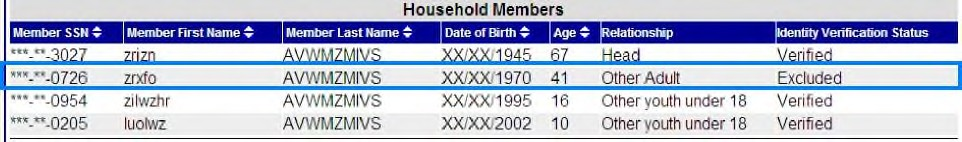 Household Members
Member SSN Member First Name Member Last Name Date of Birth Age Relationship Identity Verification Status
***-**-3027 zrizn AVWMZMIVS XX/XX/1945 67 Head Verified
***-**-0726 zrxfo AVWMZMIVS XX/XX/1970 41 Other Adult Excluded
***-**-0954 zilwzhr AVWMZMIVS XX/XX/1995 16 Other youth under 18 Verified
***-**-0205 luolwz AVWMZMIVS XX/XX/2002 10 Other youth under 18 Verified